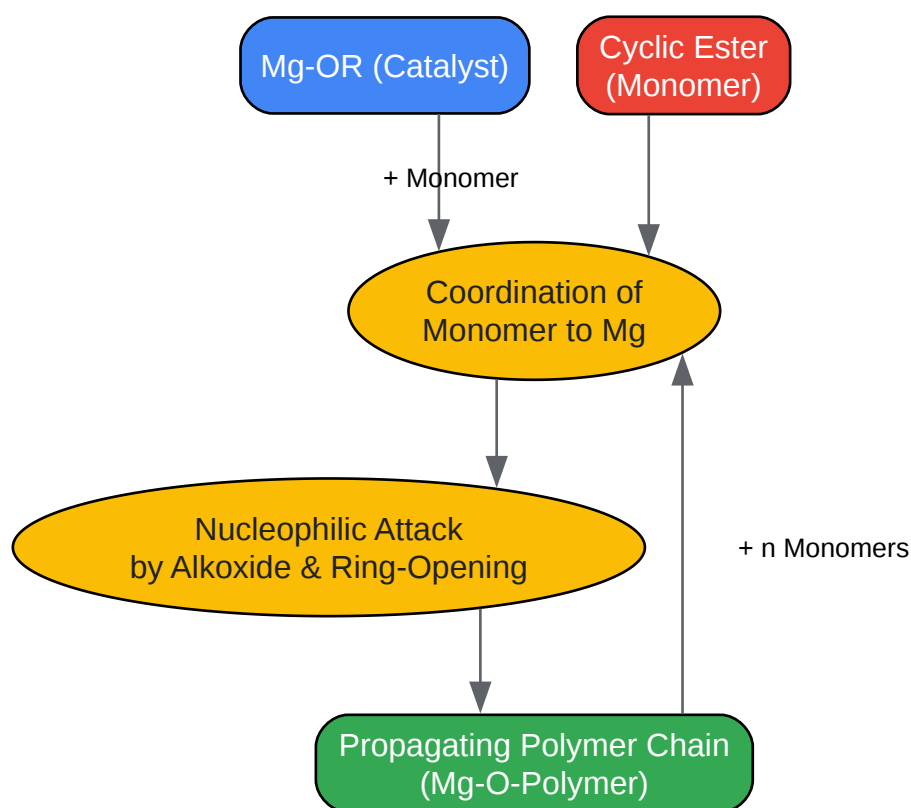 Mg-OR (Catalyst)
Cyclic Ester
(Monomer)
+ Monomer
Coordination of
Monomer to Mg
Nucleophilic Attack
by Alkoxide & Ring-Opening
+ n Monomers
Propagating Polymer Chain
(Mg-O-Polymer)